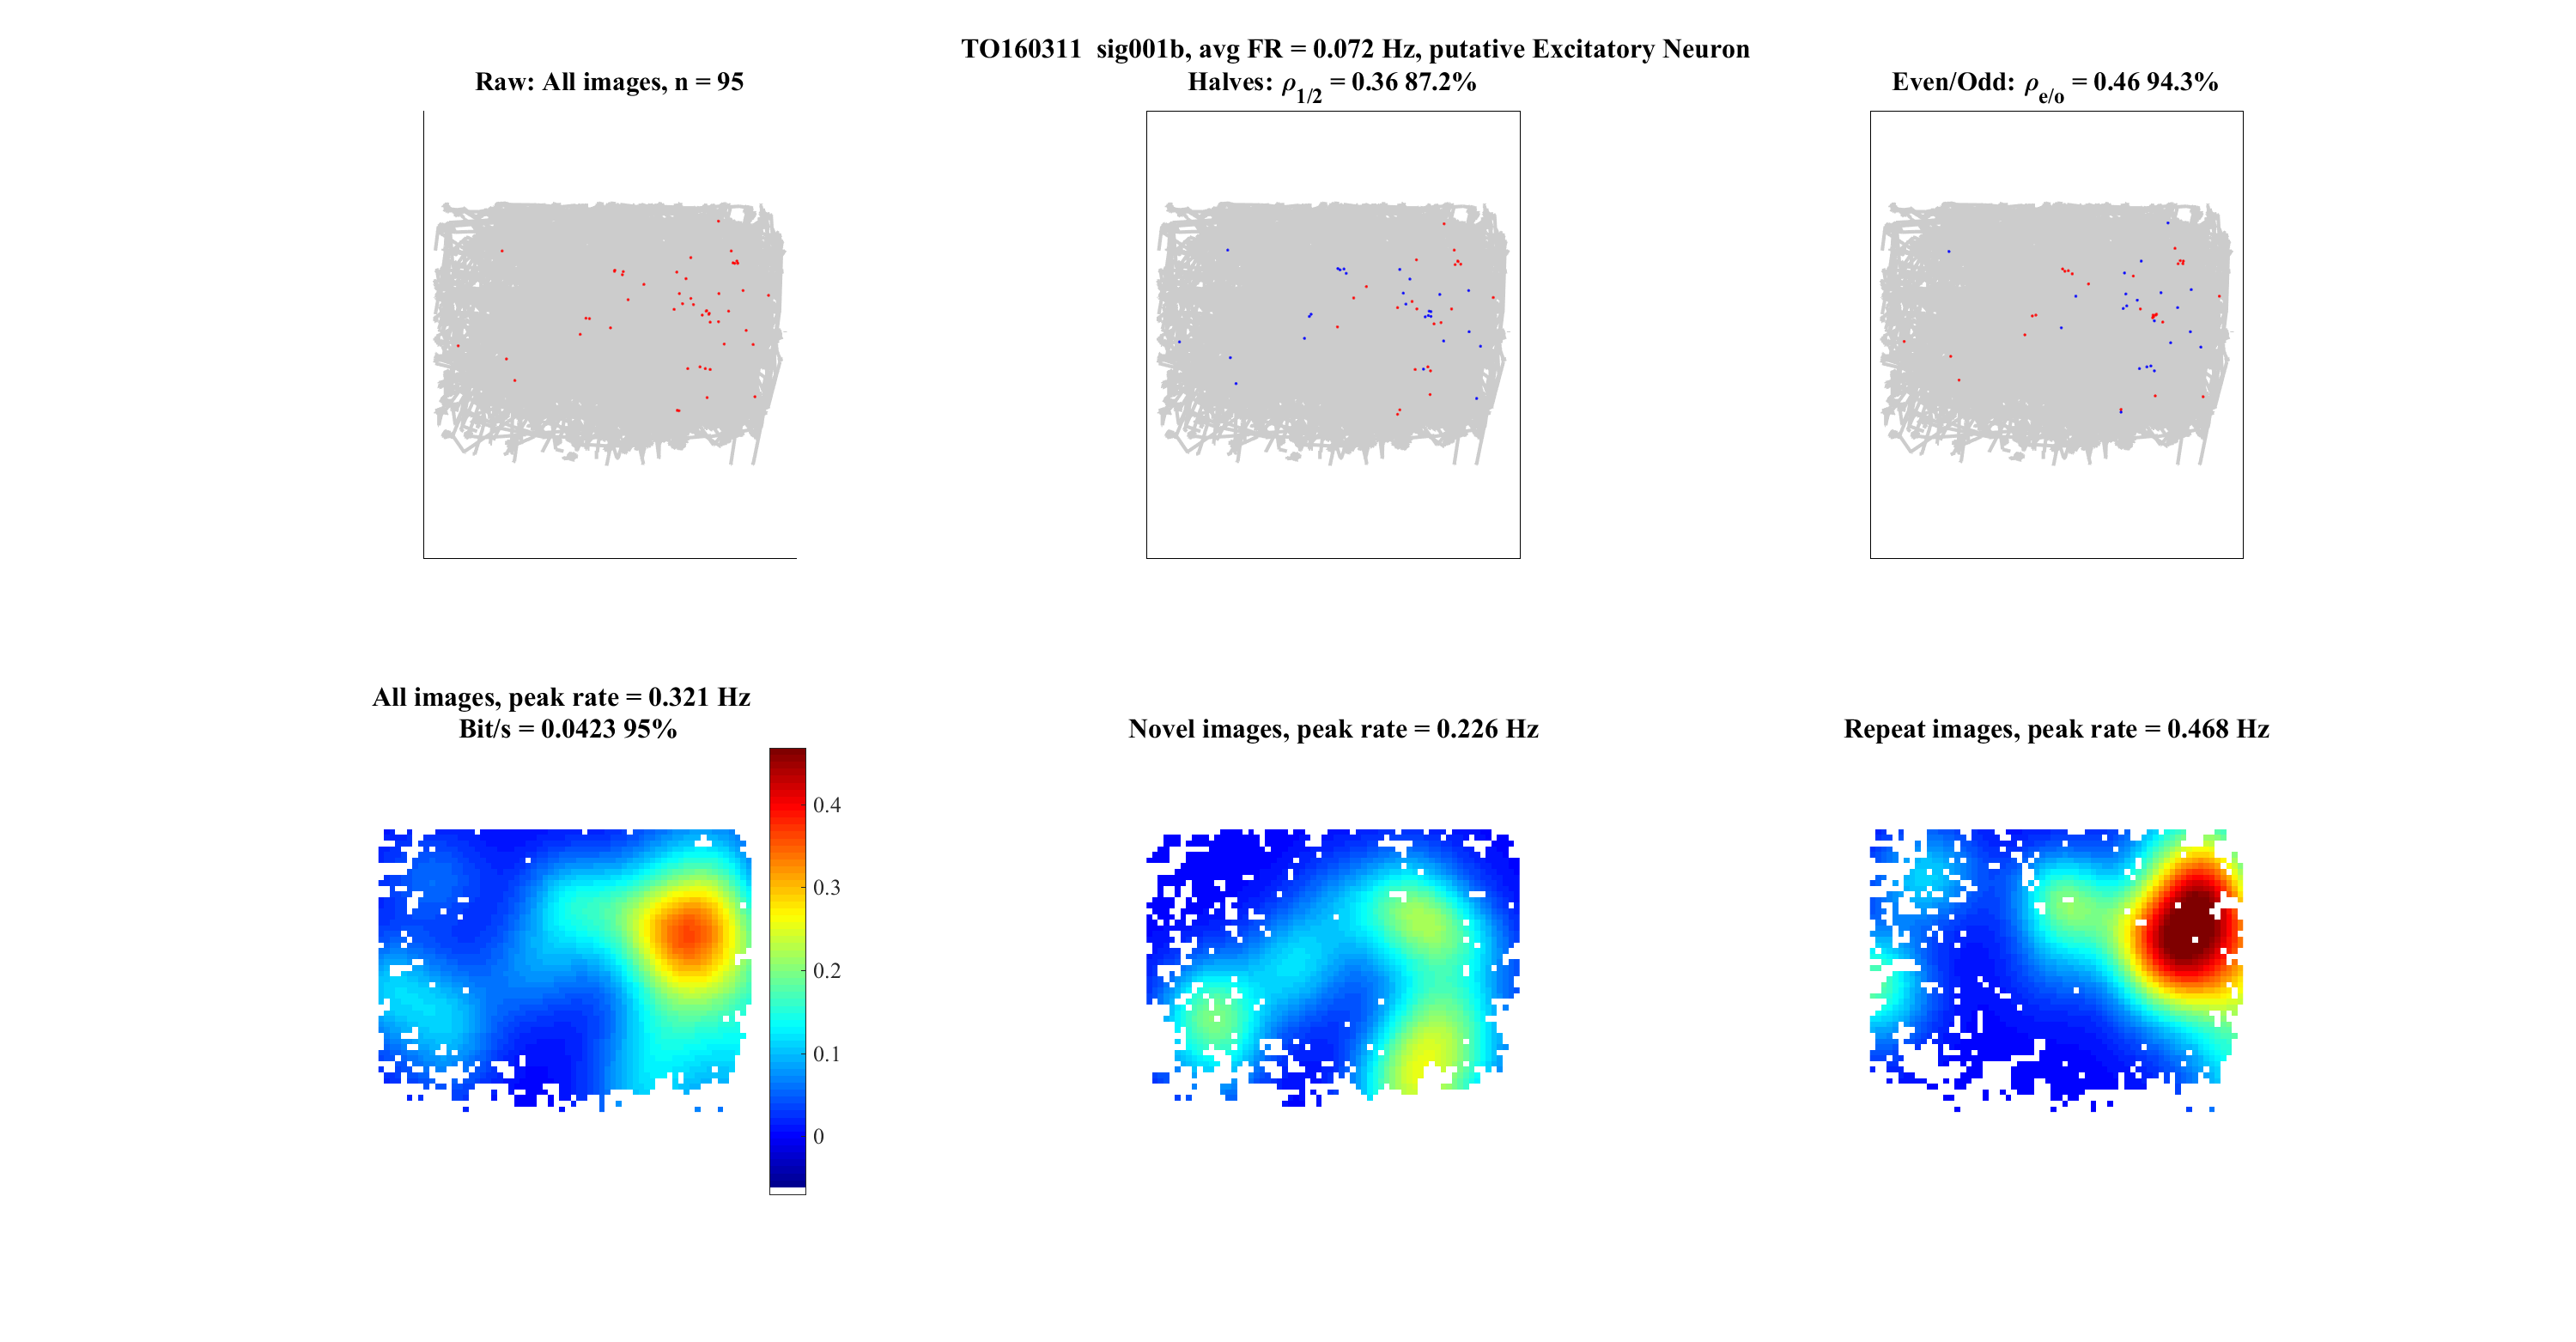 TO160311 sig001b, avg FR = 0.072 Hz, putative Excitatory Neuron
Raw: All images, n = 95
Halves: ρ1/2 = 0.36 87.2%
Even/Odd: ρe/o = 0.46 94.3%
All images, peak rate = 0.321 Hz
Bit/s = 0.0423 95%
Novel images, peak rate = 0.226 Hz
Repeat images, peak rate = 0.468 Hz
0.4
0.3
0.2
0.1
0